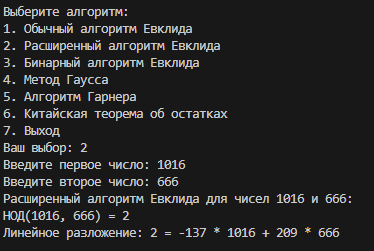 Выберите алгоритм:
1. Обычный алгоритм Евклида
2. Расширенный алгоритм Евклида
3. Бинарный алгоритм Евклида
4. Метод Гаусса
5. Алгоритм Гарнера
6. Китайская теорема об остатках
7. Выход
Ваш выбор: 2
Введите первое число: 1016
Введите второе число: 666
Расширенный алгоритм Евклида для чисел 1016 и 666:
НОД(1016, 666) = 2
Линейное разложение: 2 = -137 * 1016 + 209 * 666